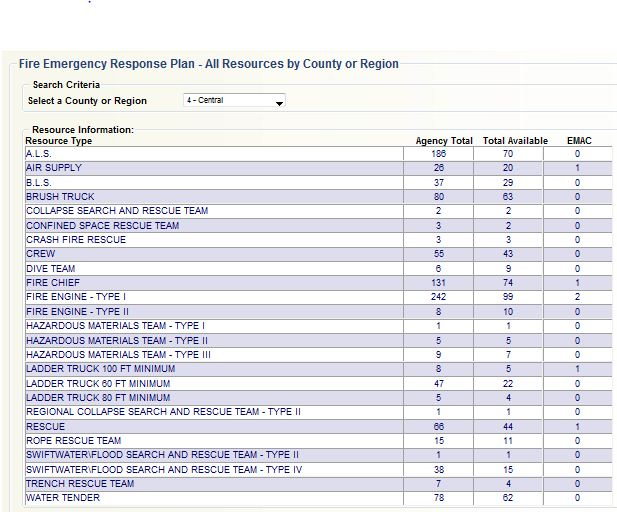 Fire Emergency Response Plan - All Resources by County or Region
Search Criteria
Select a County or Region 4 - Central
Resource Information:
Resource Type Agency Total Total Available EMAC
A.L.S. 186 70 0
AIR SUPPLY 26 20 1
B.L.S. 37 29 0
BRUSH TRUCK 80 63 0
COLLAPSE SEARCH AND RESCUE TEAM 2 2 0
CONFINED SPACE RESCUE TEAM 3 2 0
CRASH FIRE RESCUE 3 3 0
CREW 55 43 0
DIVE TEAM 6 9 0
FIRE CHIEF 131 74 1
FIRE ENGINE - TYPE I 242 99 2
FIRE ENGINE - TYPE II 8 10 0
HAZARDOUS MATERIALS TEAM - TYPE I 1 1 0
HAZARDOUS MATERIALS TEAM - TYPE II 5 5 0
HAZARDOUS MATERIALS TEAM - TYPE III 9 7 0
LADDER TRUCK 100 FT MINIMUM 8 5 1
LADDER TRUCK 60 FT MINIMUM 47 22 0
LADDER TRUCK 80 FT MINIMUM 5 4 0
REGIONAL COLLAPSE SEARCH AND RESCUE TEAM - TYPE II 1 1 0
RESCUE 66 44 1
ROPE RESCUE TEAM 15 11 0
SWIFTWATER\FLOOD SEARCH AND RESCUE TEAM - TYPE II 1 1 0
SWIFTWATER\FLOOD SEARCH AND RESCUE TEAM - TYPE IV 38 15 0
TRENCH RESCUE TEAM 7 4 0
WATER TENDER 78 62 0